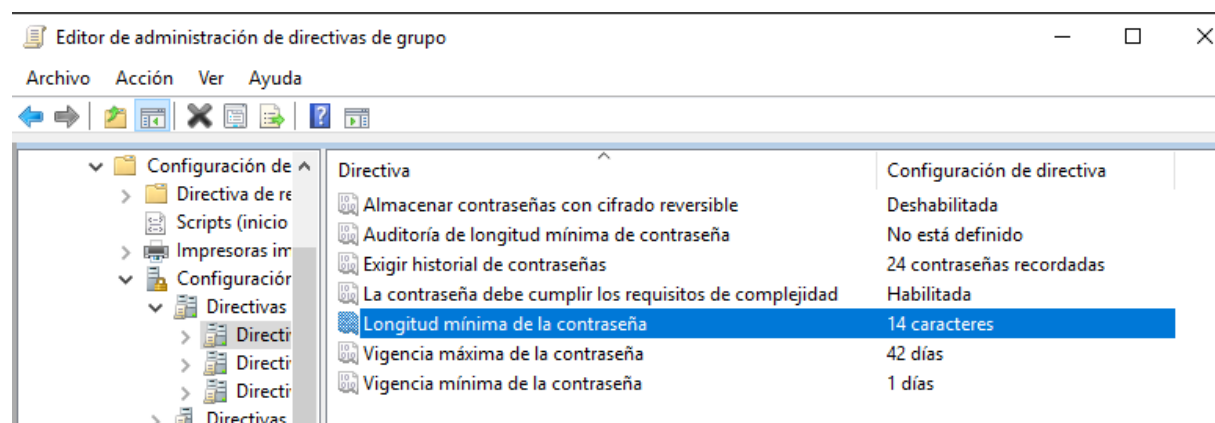 Editor de administración de directivas de grupo
Archivo Acción Ver Ayuda
Configuración de
Directiva de re
Scripts (inicio
Impresoras im
Configuración
Directivas
Directiv
Directiv
Directiv
Directivas
Directiva Configuración de directiva
Almacenar contraseñas con cifrado reversible Deshabilitada
Auditoría de longitud mínima de contraseña No está definido
Exigir historial de contraseñas 24 contraseñas recordadas
La contraseña debe cumplir los requisitos de complejidad Habilitada
Longitud mínima de la contraseña 14 caracteres
Vigencia máxima de la contraseña 42 días
Vigencia mínima de la contraseña 1 días